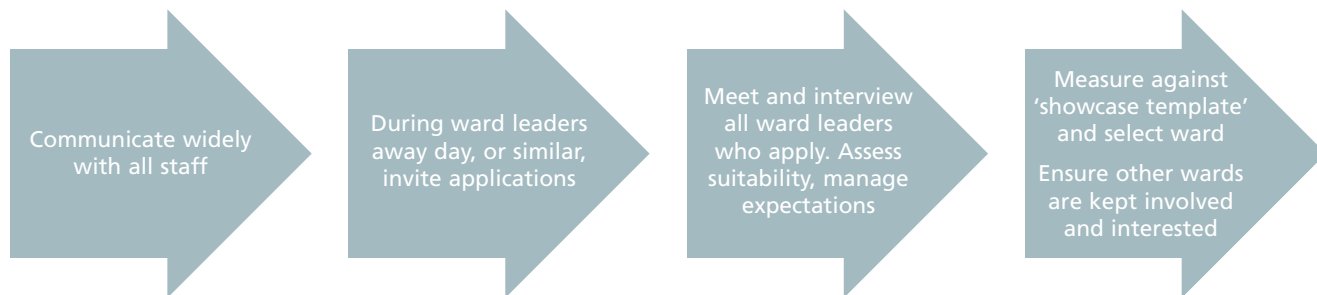 Communicate widely
with all staff
During ward leaders
away day, or similar,
invite applications
Meet and interview
all ward leaders
who apply. Assess
suitability, manage
expectations
Measure against
‘showcase template’
and select ward
Ensure other wards
are kept involved
and interested